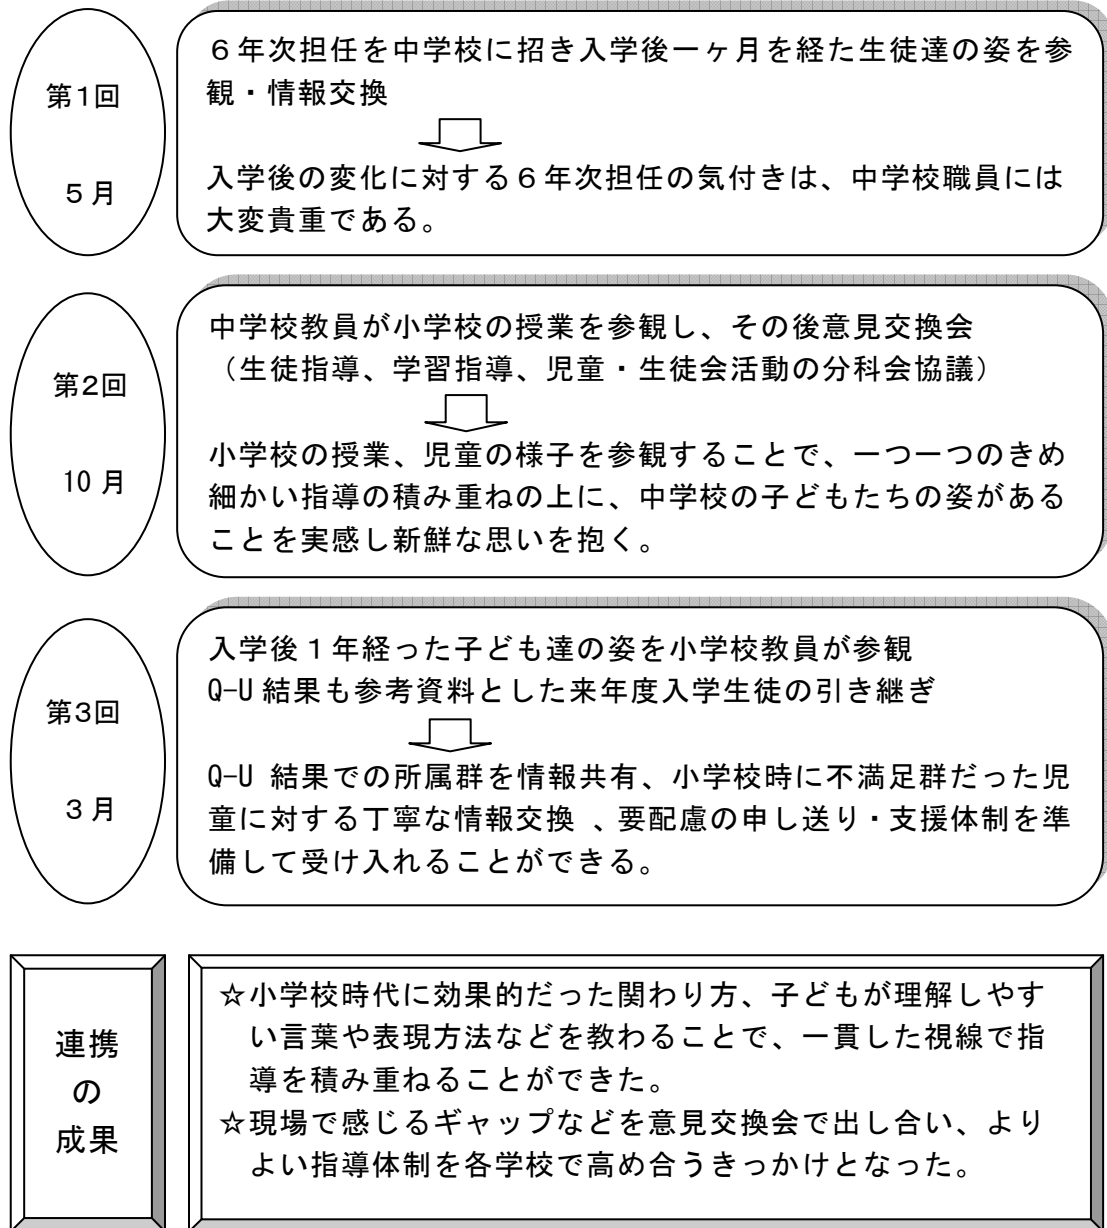 第1回
5月
6年次担任を中学校に招き入学後一ヶ月を経た生徒達の姿を参
観・情報交換
入学後の変化に対する6年次担任の気付きは、中学校職員には
大変貴重である。
第2回
10月
中学校教員が小学校の授業を参観し、その後意見交換会
（生徒指導、学習指導、児童・生徒会活動の分科会協議）
小学校の授業、児童の様子を参観することで、一つ一つのきめ
細かい指導の積み重ねの上に、中学校の子どもたちの姿がある
ことを実感し新鮮な思いを抱く。
第3回
3月
入学後1年経った子ども達の姿を小学校教員が参観
Q-U結果も参考資料とした来年度入学生徒の引き継ぎ
Q-U 結果での所属群を情報共有、小学校時に不満足群だった児
童に対する丁寧な情報交換 、要配慮の申し送り・支援体制を準
備して受け入れることができる。
連携
の
成果
☆小学校時代に効果的だった関わり方、子どもが理解しやす
い言葉や表現方法などを教わることで、一貫した視線で指
導を積み重ねることができた。
☆現場で感じるギャップなどを意見交換会で出し合い、より
よい指導体制を各学校で高め合うきっかけとなった。